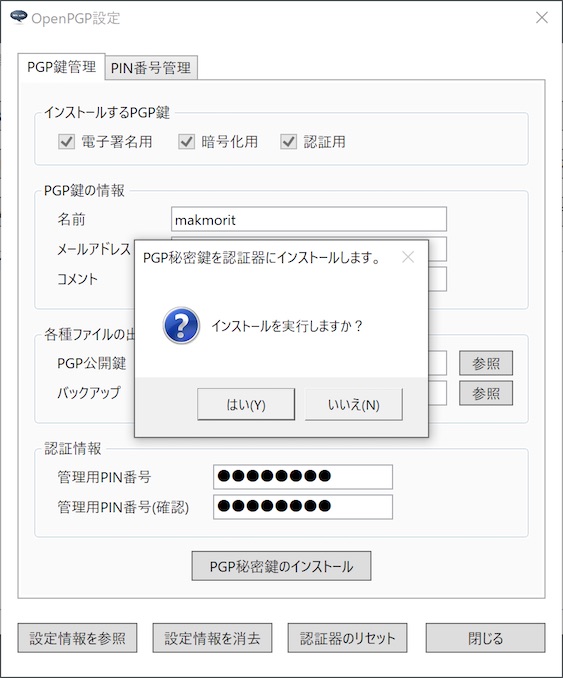 OpenPGP設定
PGP鍵管理 PIN番号管理
インストールするPGP鍵
電子署名用 暗号化用 認証用
PGP鍵の情報
名前 makmorit
メールアドレス
PGP秘密鍵を認証器にインストールします。
コメント
インストールを実行しますか？
各種ファイルの
PGP公開鍵 参照
バックアップ 参照
はい(Y) いいえ(N)
認証情報
管理用PIN番号 ●●●●●●●●
管理用PIN番号(確認) ●●●●●●●●
PGP秘密鍵のインストール
設定情報を参照 設定情報を消去 認証器のリセット 閉じる